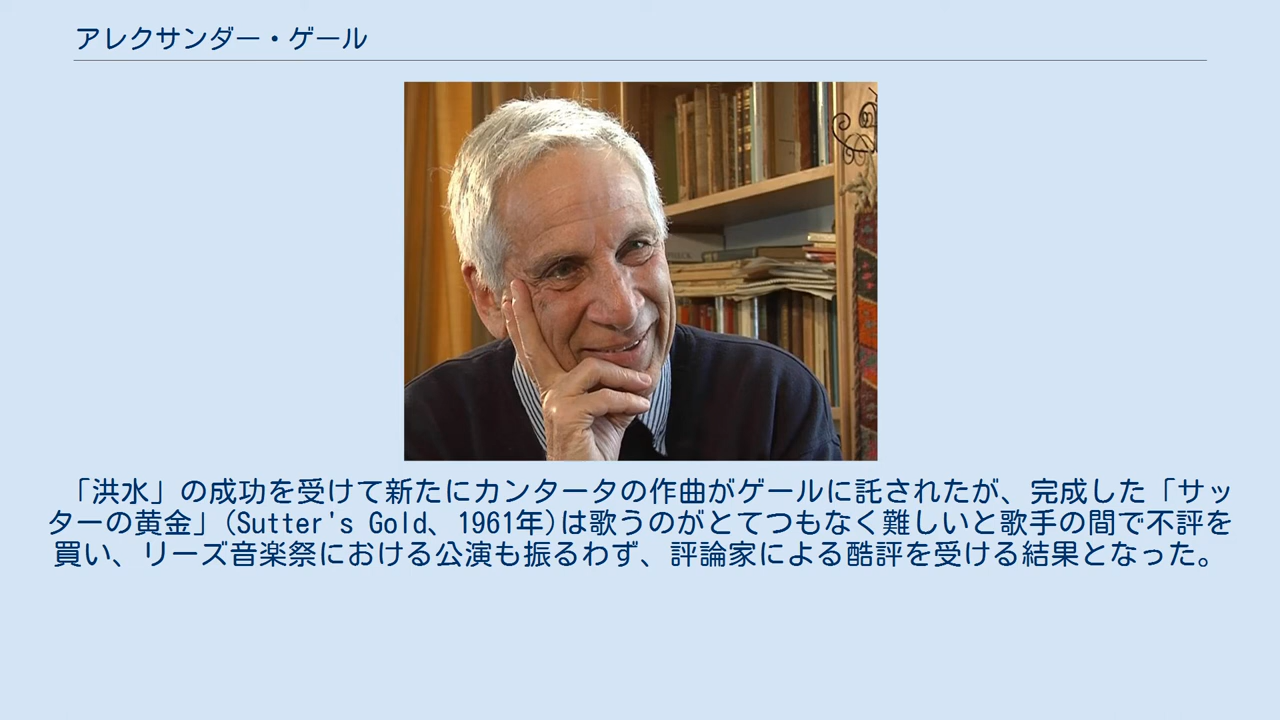 アレクサンダー・ゲール
「洪水」の成功を受けて新たにカンタータの作曲がゲールに託されたが、完成した「サッ
ターの黄金」(Sutter's Gold、1961年)は歌うのがとてつもなく難しいと歌手の間で不評を
買い、リーズ音楽祭における公演も振るわず、評論家による酷評を受ける結果となった。